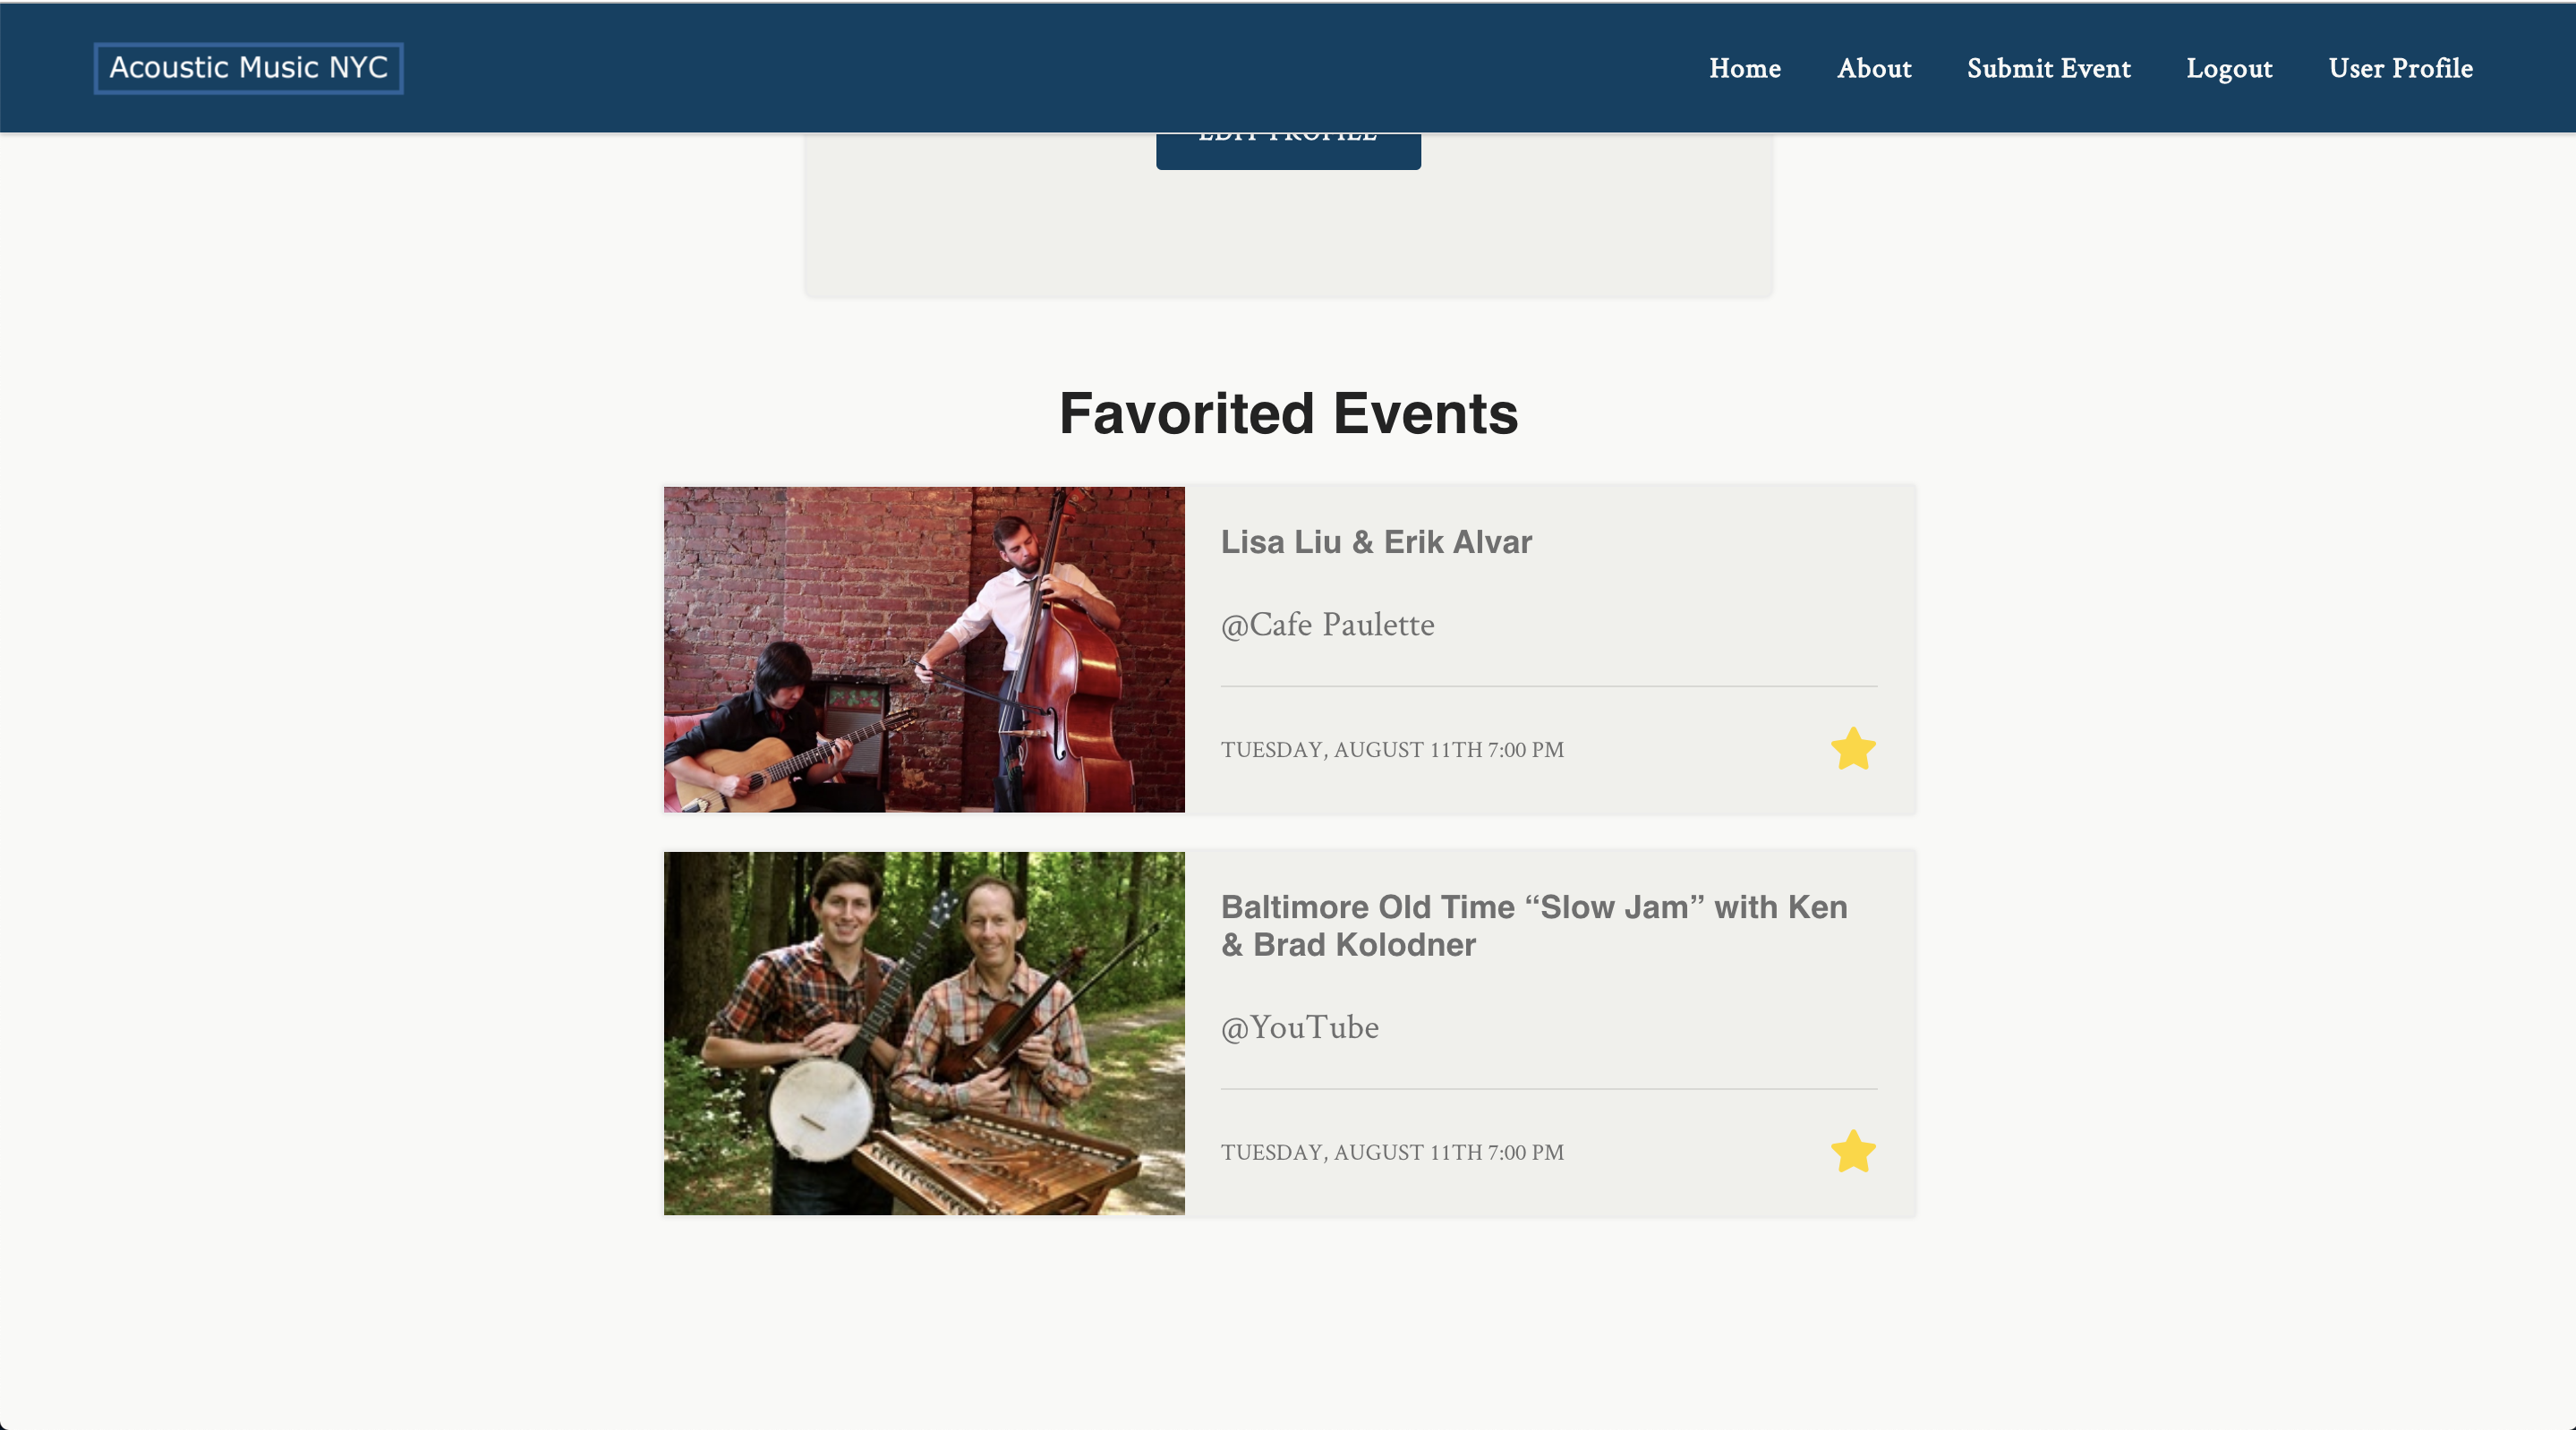 Acoustic Music NYC
Home About Submit Event Logout User Profile
EDIT PROFILE
Favorited Events
Lisa Liu & Erik Alvar
@Cafe Paulette
TUESDAY, AUGUST 11TH 7:00 PM
Baltimore Old Time “Slow Jam” with Ken
& Brad Kolodner
@YouTube
TUESDAY, AUGUST 11TH 7:00 PM